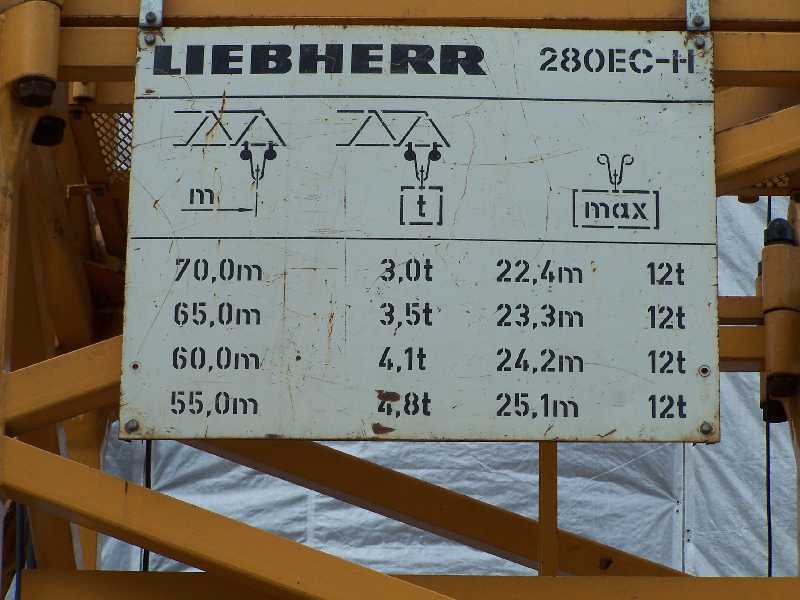 LIEBHERR 280EC-H
m t max
70,0m 3,0t 22,4m 12t
65,0m 3,5t 23,3m 12t
60,0m 4,1t 24,2m 12t
55,0m 4,8t 25,1m 12t